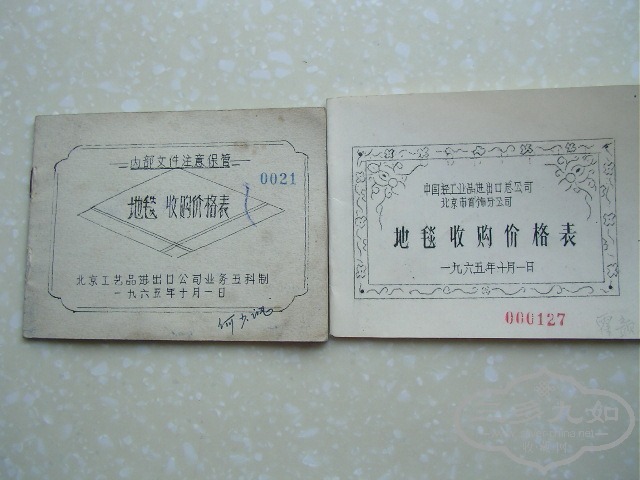 内部文件注意保管
0021
地毯收购价格表
北京工艺品进出口公司业务五科制
一九六五年十月一日
中国轻工业品进出口总公司
北京市首饰分公司
地毯收购价格表
一九六五年十月一日
000127